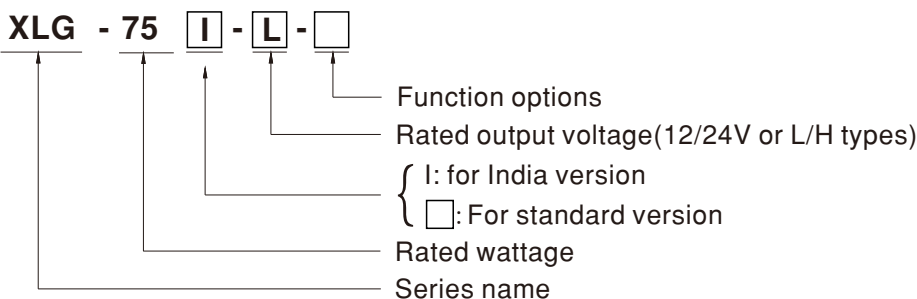 XLG - 75 I - L - □
Function options
Rated output voltage(12/24V or L/H types)
I: for India version
□: For standard version
Rated wattage
Series name